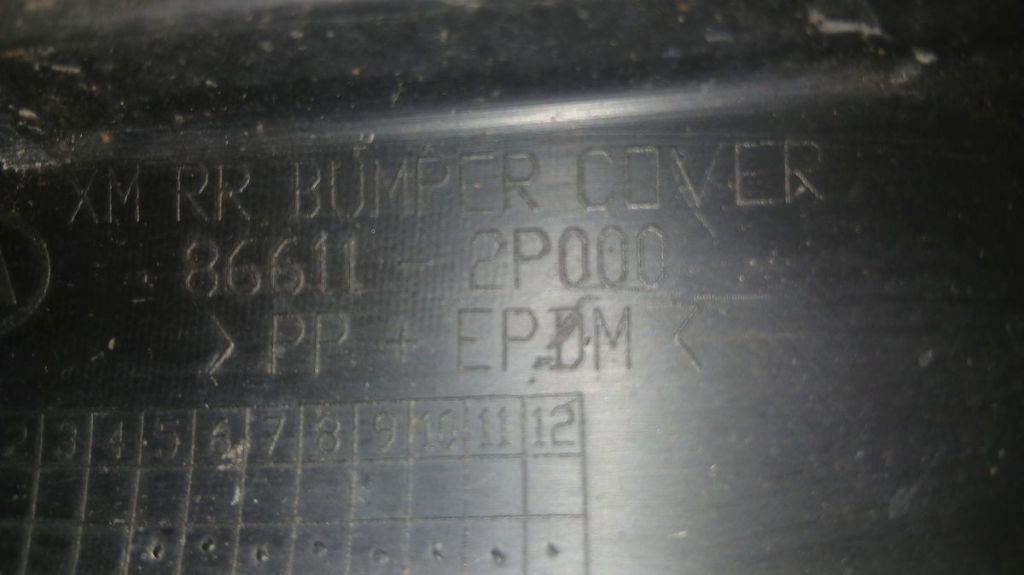 XM RR BUMPER COVER
86611 - 2P000
> PP + EPDM <
2 3 4 5 6 7 8 9 10 11 12